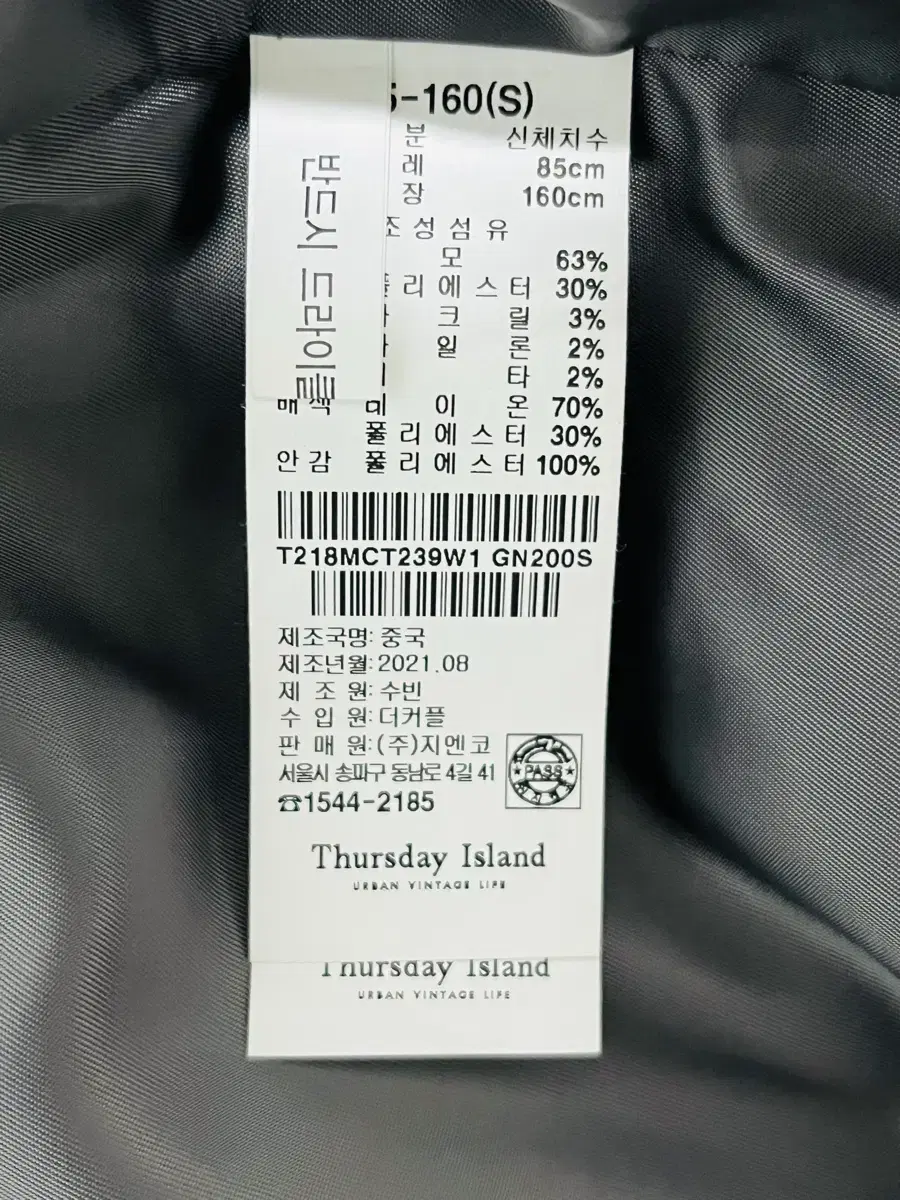 반드시 드라이클
5-160(S)
분 신체치수
레 85cm
장 160cm
조성섬유
모 63%
폴리에스터 30%
크릴 3%
일론 2%
타 2%
배색 레이온 70%
폴리에스터 30%
안감 폴리에스터 100%
T218MCT239W1 GN200S
제조국명: 중국
제조년월: 2021.08
제 조 원: 수빈
수 입 원: 더커플
판 매 원: (주)지엔코
서울시 송파구 동남로 4길 41
☎1544-2185
PASS
Thursday Island
URBAN VINTAGE LIFE
Thursday Island
URBAN VINTAGE LIFE